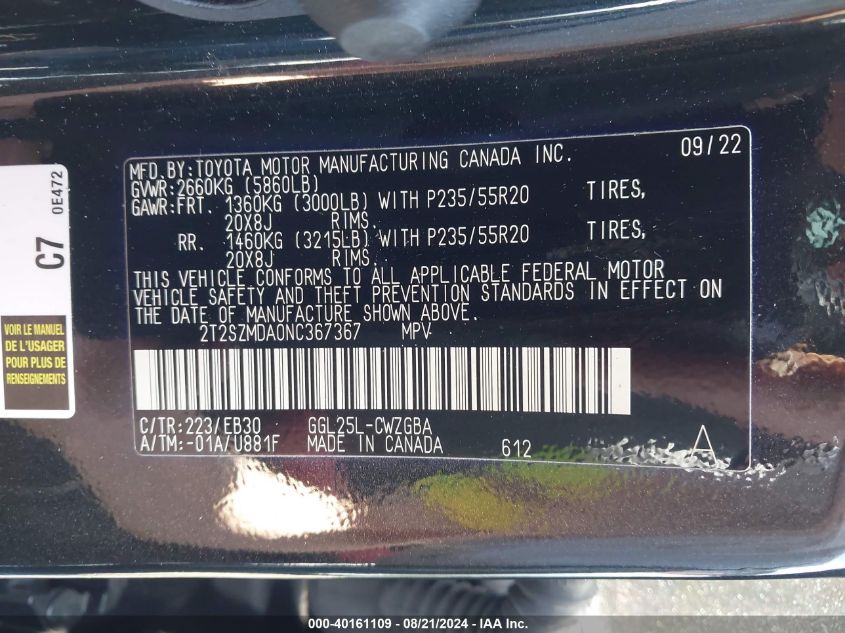 MFD.BY:TOYOTA MOTOR MANUFACTURING CANADA INC. 09/22
GVWR:2660KG (5860LB)
GAWR:FRT. 1360KG (3000LB) WITH P235/55R20 TIRES,
20X8J RIMS.
RR. 1460KG (3215LB) WITH P235/55R20 TIRES,
20X8J RIMS.
THIS VEHICLE CONFORMS TO ALL APPLICABLE FEDERAL MOTOR
VEHICLE SAFETY AND THEFT PREVENTION STANDARDS IN EFFECT ON
THE DATE OF MANUFACTURE SHOWN ABOVE.
2T2SZMDA0NC367367 MPV
C/TR:223/EB30 GGL25L-CWZGBA
A/TM:-01A/U881F MADE IN CANADA 612 A
C7 0E472
VOIR LE MANUEL
DE L'USAGER
POUR PLUS DE
RENSEIGNEMENTS
000-40161109 - 08/21/2024 - IAA Inc.